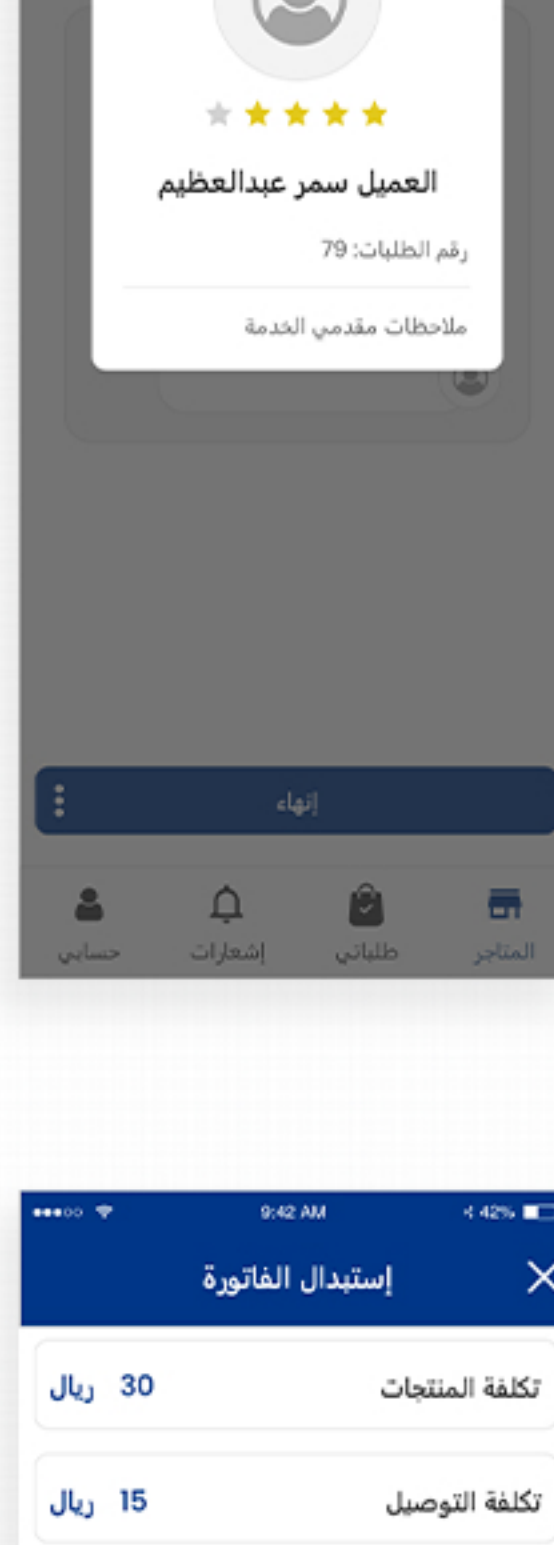 العميل سمر عبدالعظيم
رقم الطلبات: 79
ملاحظات مقدمي الخدمة
إنهاء
المتاجر طلباتي إشعارات حسابي
9:42 AM 42%
إستبدال الفاتورة
تكلفة المنتجات 30 ريال
تكلفة التوصيل 15 ريال